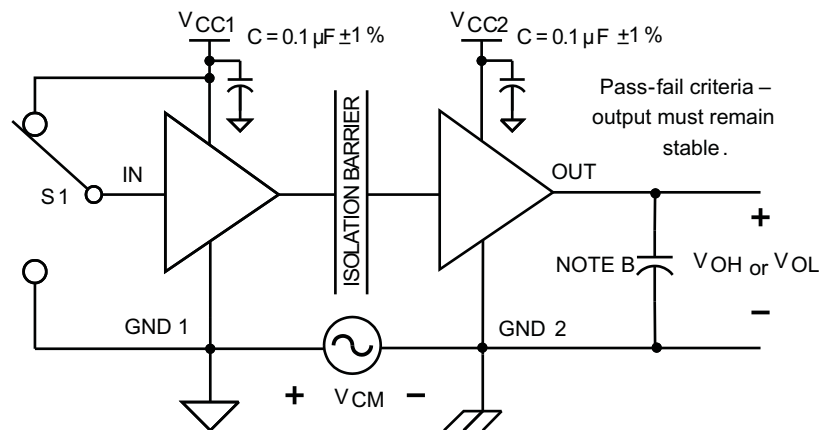 VCC1
C = 0.1 µF ±1 %
VCC2
C = 0.1 µF ±1%
Pass-fail criteria –
output must remain
stable.
S1
IN
ISOLATION BARRIER
OUT
+
NOTE B
VOH or VOL
–
GND 1
GND 2
+
VCM
–